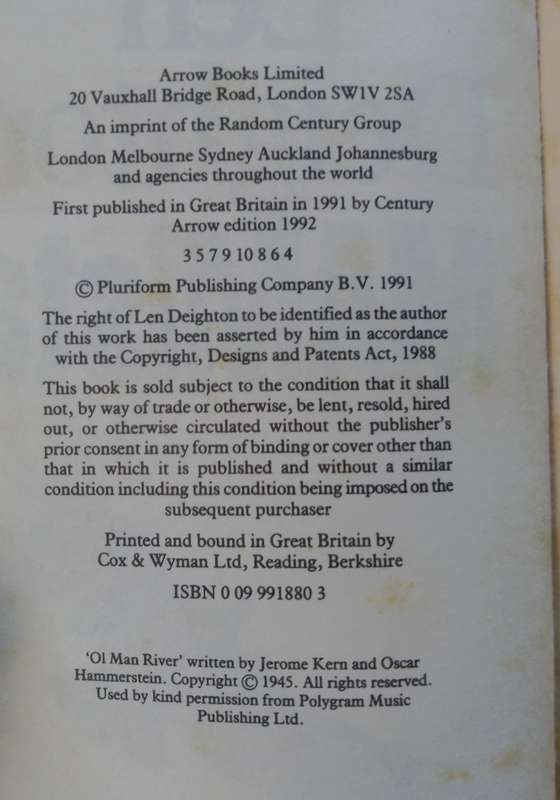 Arrow Books Limited
20 Vauxhall Bridge Road, London SW1V 2SA
An imprint of the Random Century Group
London Melbourne Sydney Auckland Johannesburg
and agencies throughout the world
First published in Great Britain in 1991 by Century
Arrow edition 1992
3 5 7 9 10 8 6 4
© Pluriform Publishing Company B.V. 1991
The right of Len Deighton to be identified as the author
of this work has been asserted by him in accordance
with the Copyright, Designs and Patents Act, 1988
This book is sold subject to the condition that it shall
not, by way of trade or otherwise, be lent, resold, hired
out, or otherwise circulated without the publisher's
prior consent in any form of binding or cover other than
that in which it is published and without a similar
condition including this condition being imposed on the
subsequent purchaser
Printed and bound in Great Britain by
Cox & Wyman Ltd, Reading, Berkshire
ISBN 0 09 991880 3
'Ol Man River' written by Jerome Kern and Oscar
Hammerstein. Copyright © 1945. All rights reserved.
Used by kind permission from Polygram Music
Publishing Ltd.